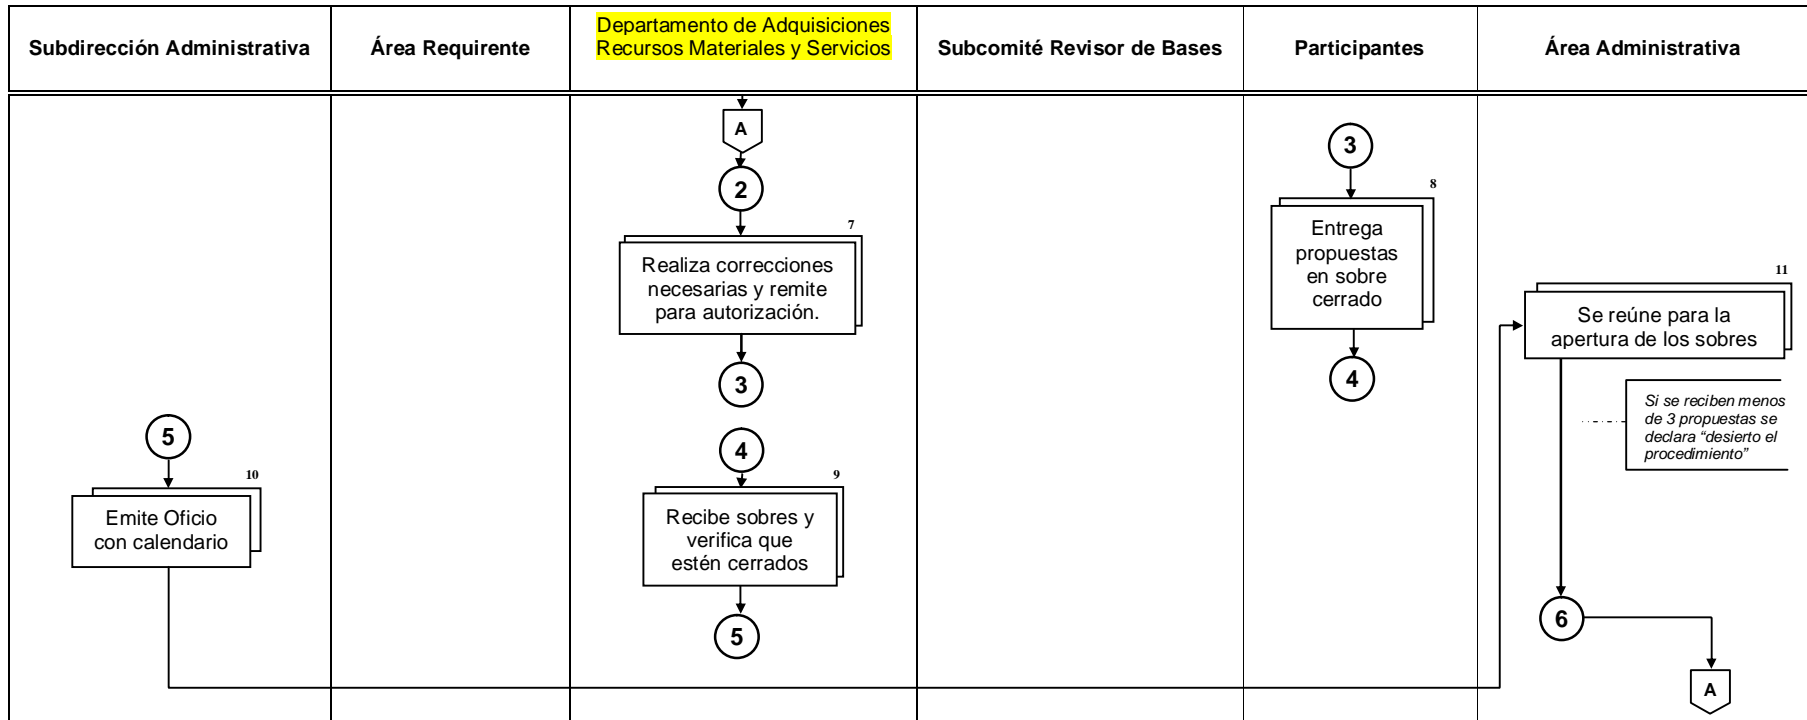 Subdirección Administrativa
Área Requirente
Departamento de Adquisiciones
Recursos Materiales y Servicios
Subcomité Revisor de Bases
Participantes
Área Administrativa
5
10
Emite Oficio
con calendario
A
2
7
Realiza correcciones
necesarias y remite
para autorización.
3
4
9
Recibe sobres y
verifica que
estén cerrados
5
3
8
Entrega
propuestas
en sobre
cerrado
4
11
Se reúne para la
apertura de los sobres
Si se reciben menos
de 3 propuestas se
declara “desierto el
procedimiento”
6
A